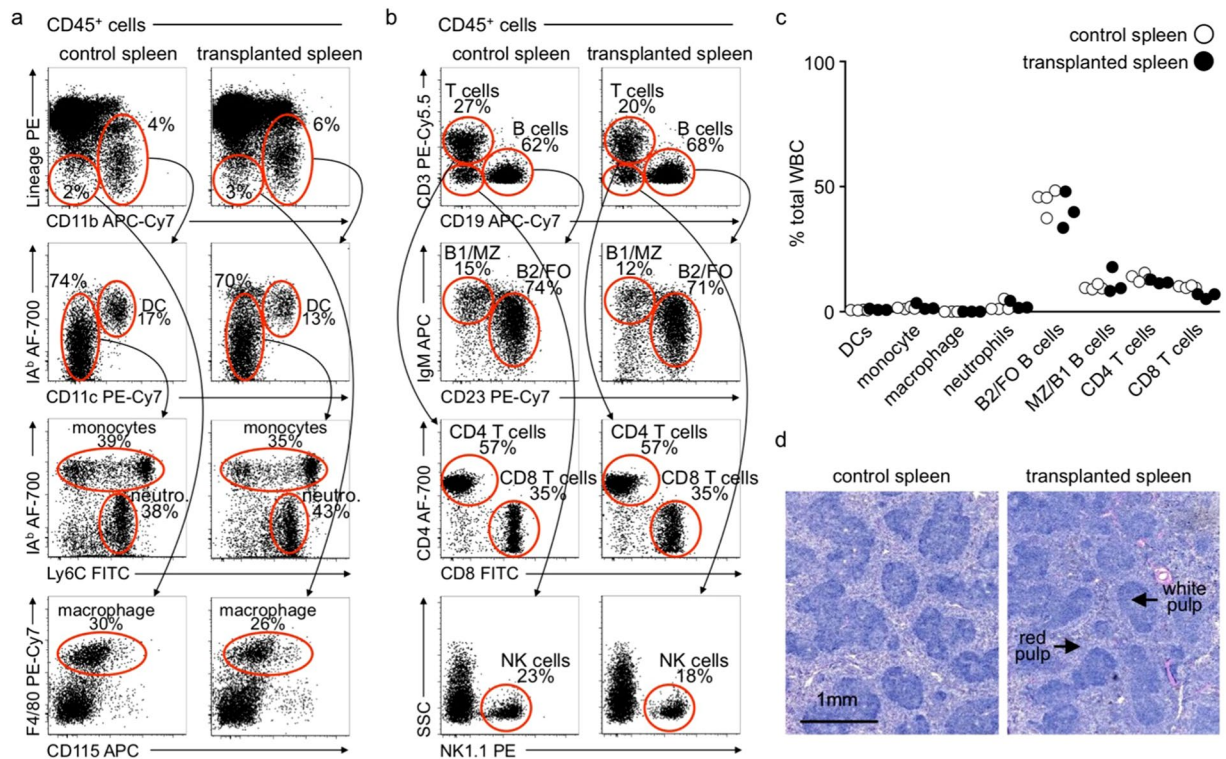 a
CD45+ cells
control spleen
transplanted spleen
Lineage PE
4%
2%
6%
3%
CD11b APC-Cy7
IAb AF-700
74%
DC
17%
70%
DC
13%
CD11c PE-Cy7
IAb AF-700
monocytes
39%
neutro.
38%
monocytes
35%
neutro.
43%
Ly6C FITC
F4/80 PE-Cy7
macrophage
30%
macrophage
26%
CD115 APC
b
CD45+ cells
control spleen
transplanted spleen
CD3 PE-Cy5.5
T cells
27%
B cells
62%
T cells
20%
B cells
68%
CD19 APC-Cy7
IgM APC
B1/MZ
15%
B2/FO
74%
B1/MZ
12%
B2/FO
71%
CD23 PE-Cy7
CD4 AF-700
CD4 T cells
57%
CD8 T cells
35%
CD4 T cells
57%
CD8 T cells
35%
CD8 FITC
SSC
NK cells
23%
NK cells
18%
NK1.1 PE
c
control spleen
transplanted spleen
% total WBC
100
50
0
DCs
monocyte
macrophage
neutrophils
B2/FO B cells
MZ/B1 B cells
CD4 T cells
CD8 T cells
d
control spleen
transplanted spleen
white
pulp
red
pulp
1mm